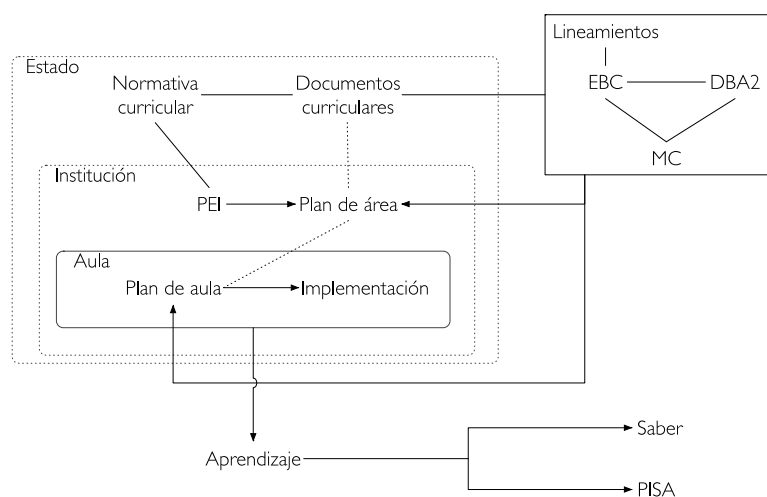 Lineamientos
EBC
DBA2
MC
Estado
Normativa
curricular
Documentos
curriculares
Institución
PEI
Plan de área
Aula
Plan de aula
Implementación
Aprendizaje
Saber
PISA